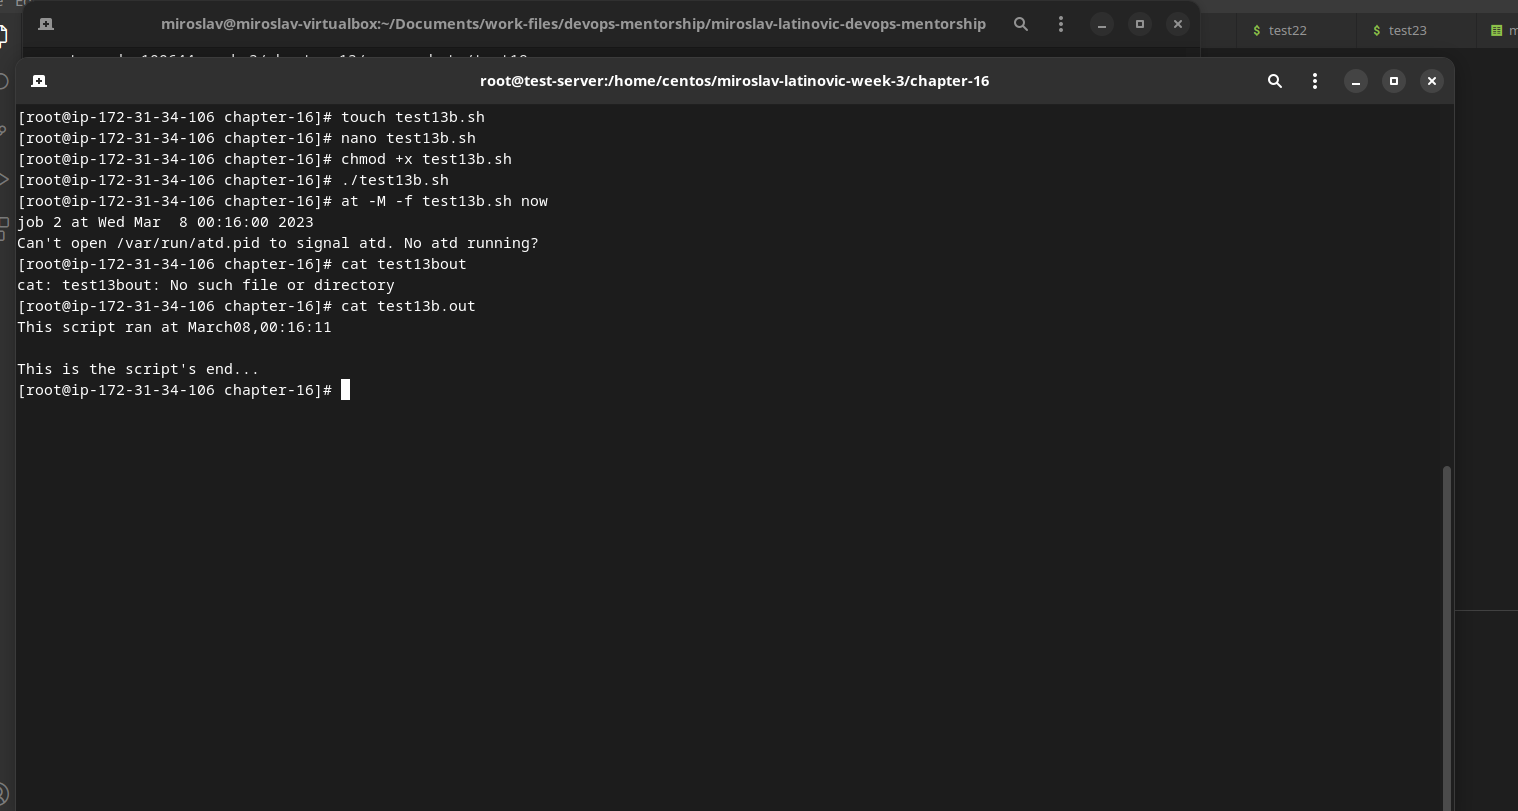 miroslav@miroslav-virtualbox:~/Documents/work-files/devops-mentorship/miroslav-latinovic-devops-mentorship
test22
test23
root@test-server:/home/centos/miroslav-latinovic-week-3/chapter-16
[root@ip-172-31-34-106 chapter-16]# touch test13b.sh
[root@ip-172-31-34-106 chapter-16]# nano test13b.sh
[root@ip-172-31-34-106 chapter-16]# chmod +x test13b.sh
[root@ip-172-31-34-106 chapter-16]# ./test13b.sh
[root@ip-172-31-34-106 chapter-16]# at -M -f test13b.sh now
job 2 at Wed Mar  8 00:16:00 2023
Can't open /var/run/atd.pid to signal atd. No atd running?
[root@ip-172-31-34-106 chapter-16]# cat test13bout
cat: test13bout: No such file or directory
[root@ip-172-31-34-106 chapter-16]# cat test13b.out
This script ran at March08,00:16:11
This is the script's end...
[root@ip-172-31-34-106 chapter-16]#